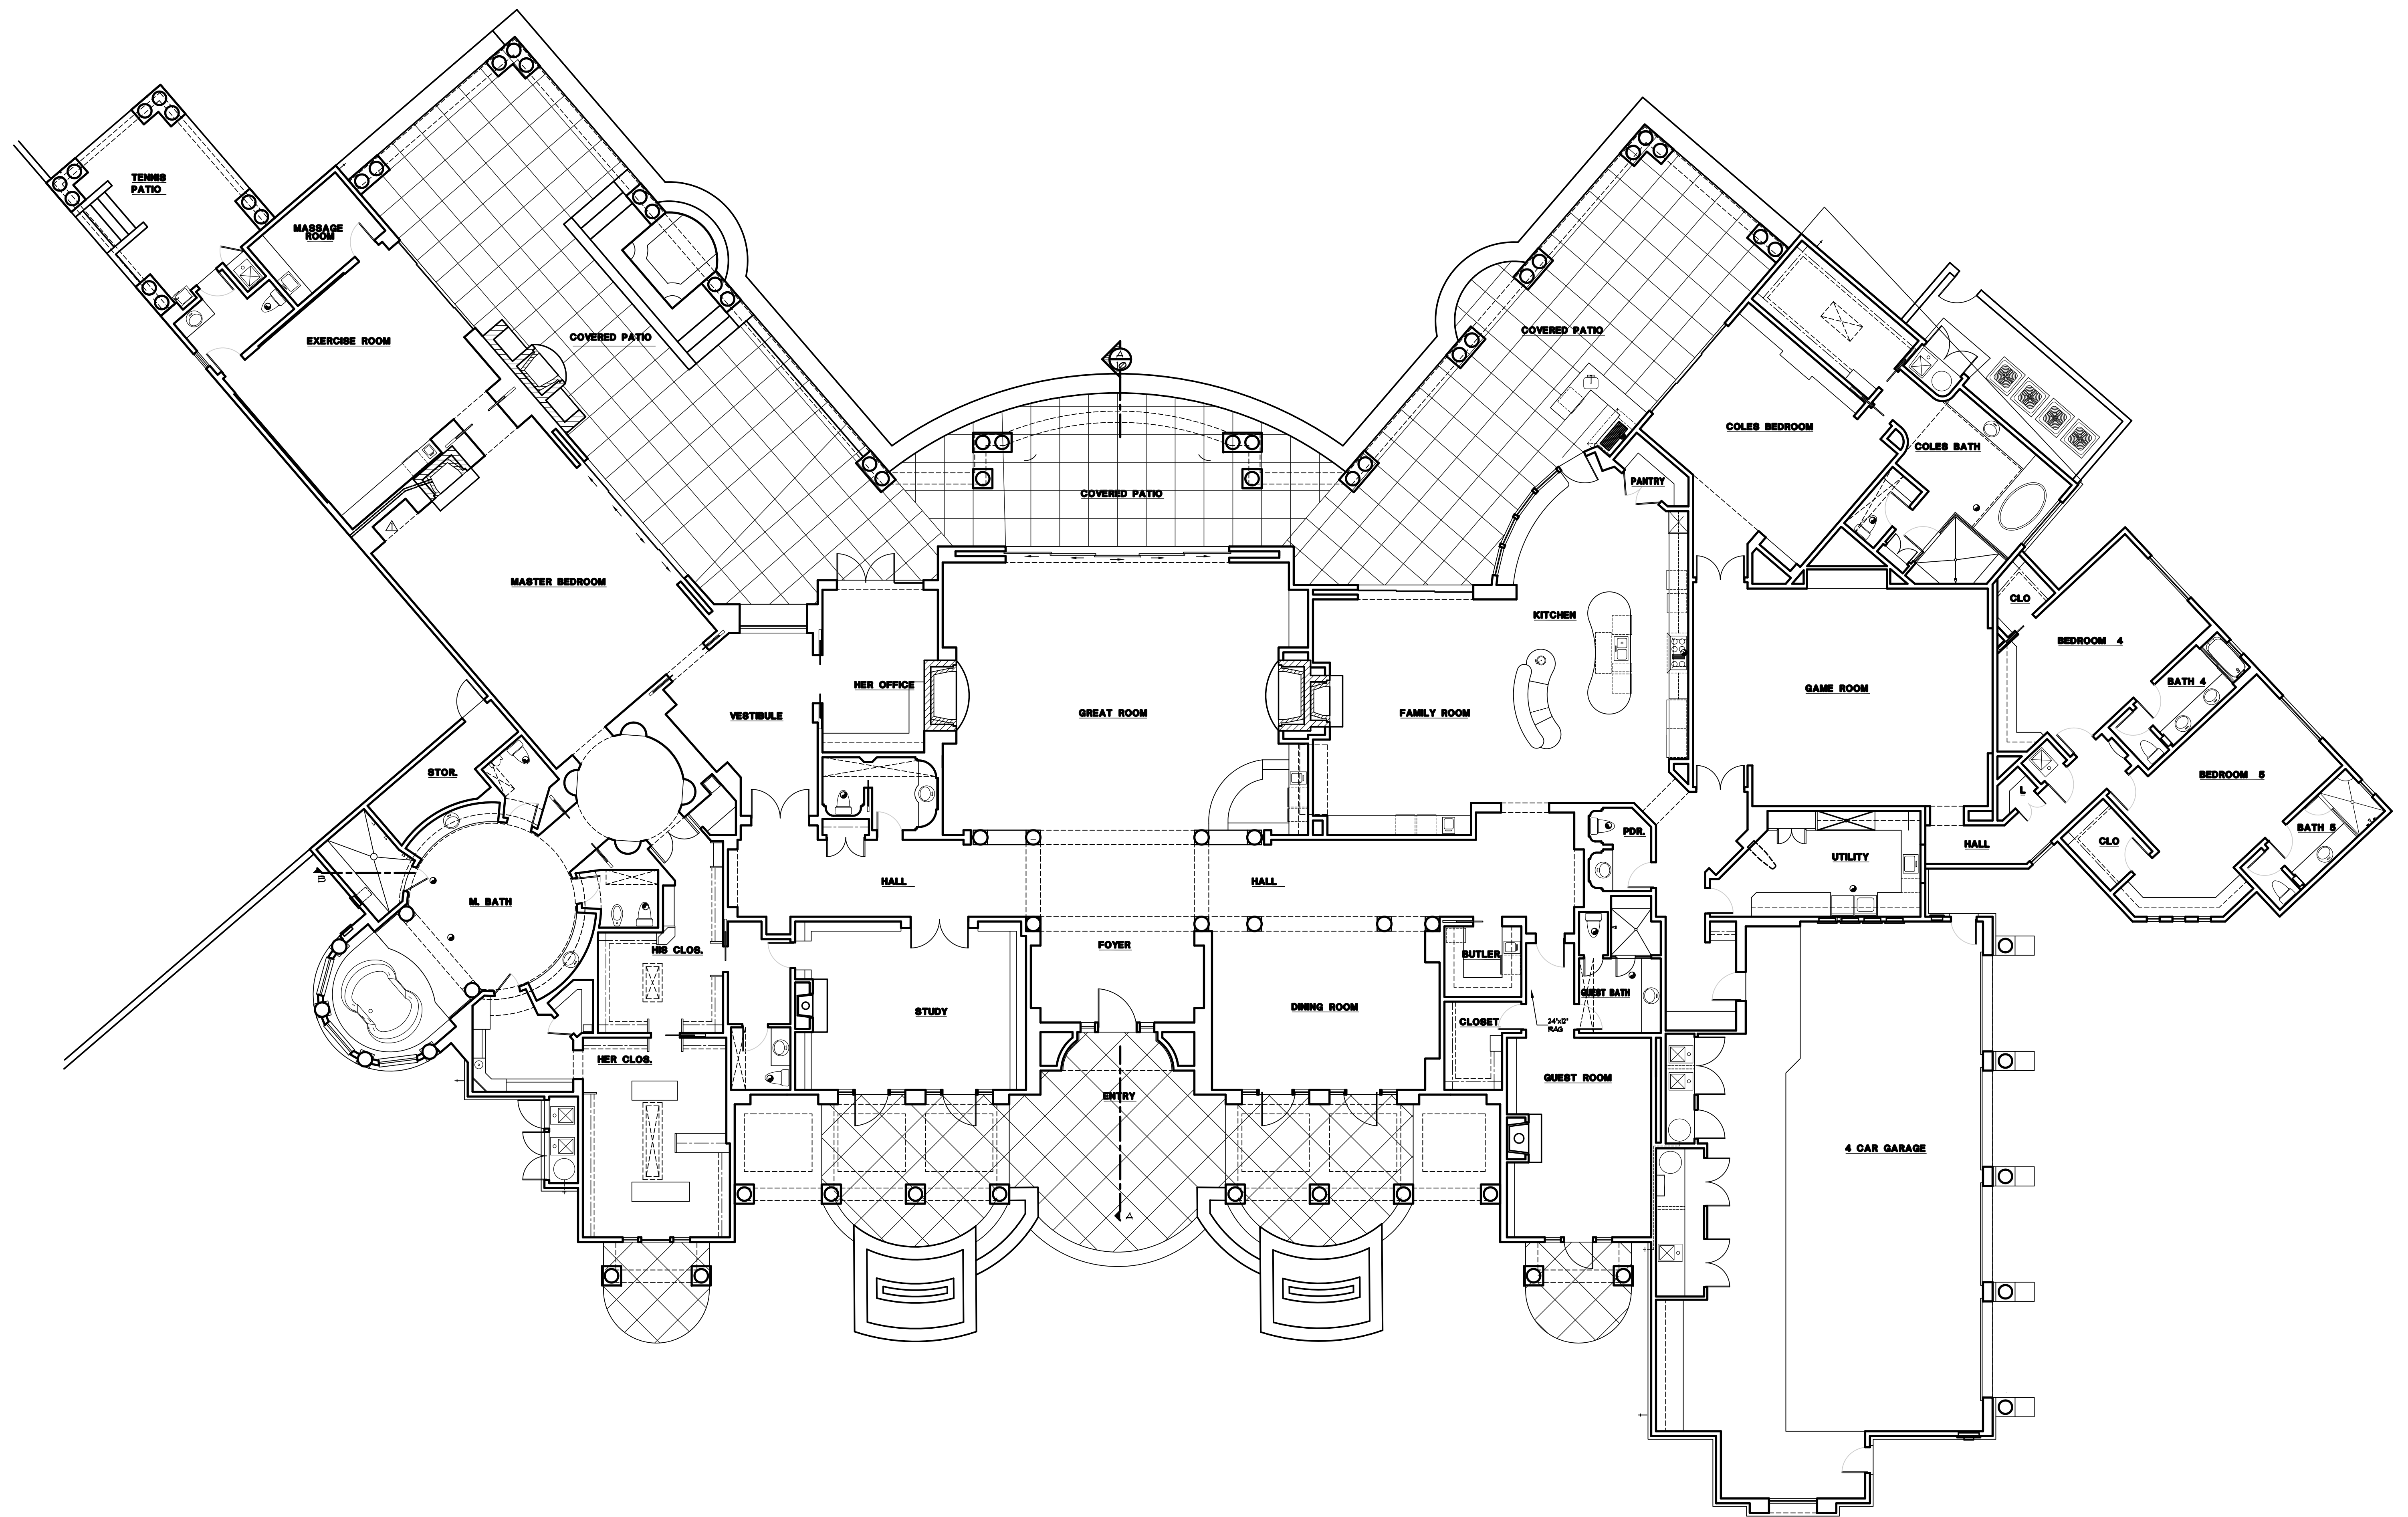 TENNIS
PATIO
MASSAGE
ROOM
EXERCISE ROOM
COVERED PATIO
COVERED PATIO
A
COVERED PATIO
COLES BEDROOM
COLES BATH
PANTRY
MASTER BEDROOM
KITCHEN
CLO
BEDROOM 4
BATH 4
HER OFFICE
GAME ROOM
VESTIBULE
GREAT ROOM
FAMILY ROOM
STOR.
BEDROOM 5
L
BATH 5
PDR.
CLO
HALL
UTILITY
B
HALL
HALL
M. BATH
HIS CLOS.
FOYER
BUTLER
GUEST BATH
STUDY
DINING ROOM
CLOSET
24"x12"
RAG
HER CLOS.
GUEST ROOM
ENTRY
4 CAR GARAGE
A